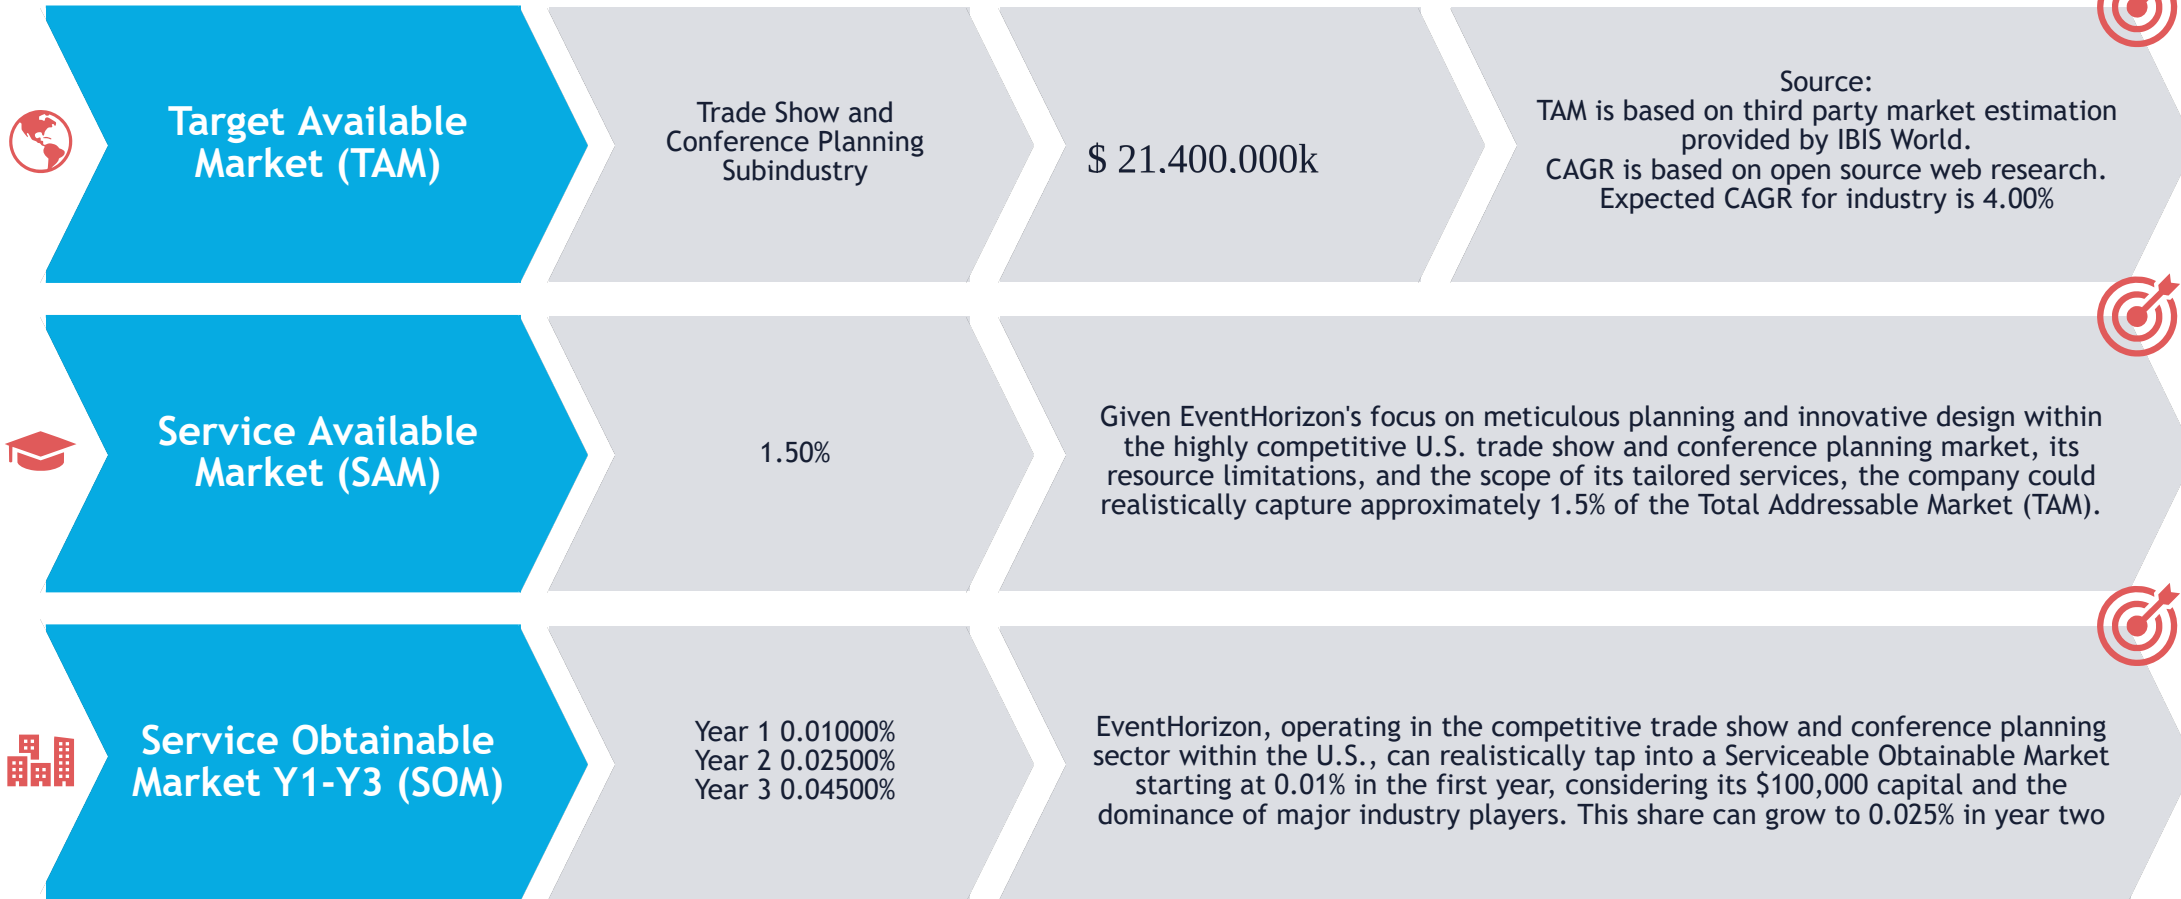 Target Available
Market (TAM)
Trade Show and
Conference Planning
Subindustry
$ 21.400.000k
Source:
TAM is based on third party market estimation
provided by IBIS World.
CAGR is based on open source web research.
Expected CAGR for industry is 4.00%
Service Available
Market (SAM)
1.50%
Given EventHorizon's focus on meticulous planning and innovative design within
the highly competitive U.S. trade show and conference planning market, its
resource limitations, and the scope of its tailored services, the company could
realistically capture approximately 1.5% of the Total Addressable Market (TAM).
Service Obtainable
Market Y1-Y3 (SOM)
Year 1 0.01000%
Year 2 0.02500%
Year 3 0.04500%
EventHorizon, operating in the competitive trade show and conference planning
sector within the U.S., can realistically tap into a Serviceable Obtainable Market
starting at 0.01% in the first year, considering its $100,000 capital and the
dominance of major industry players. This share can grow to 0.025% in year two